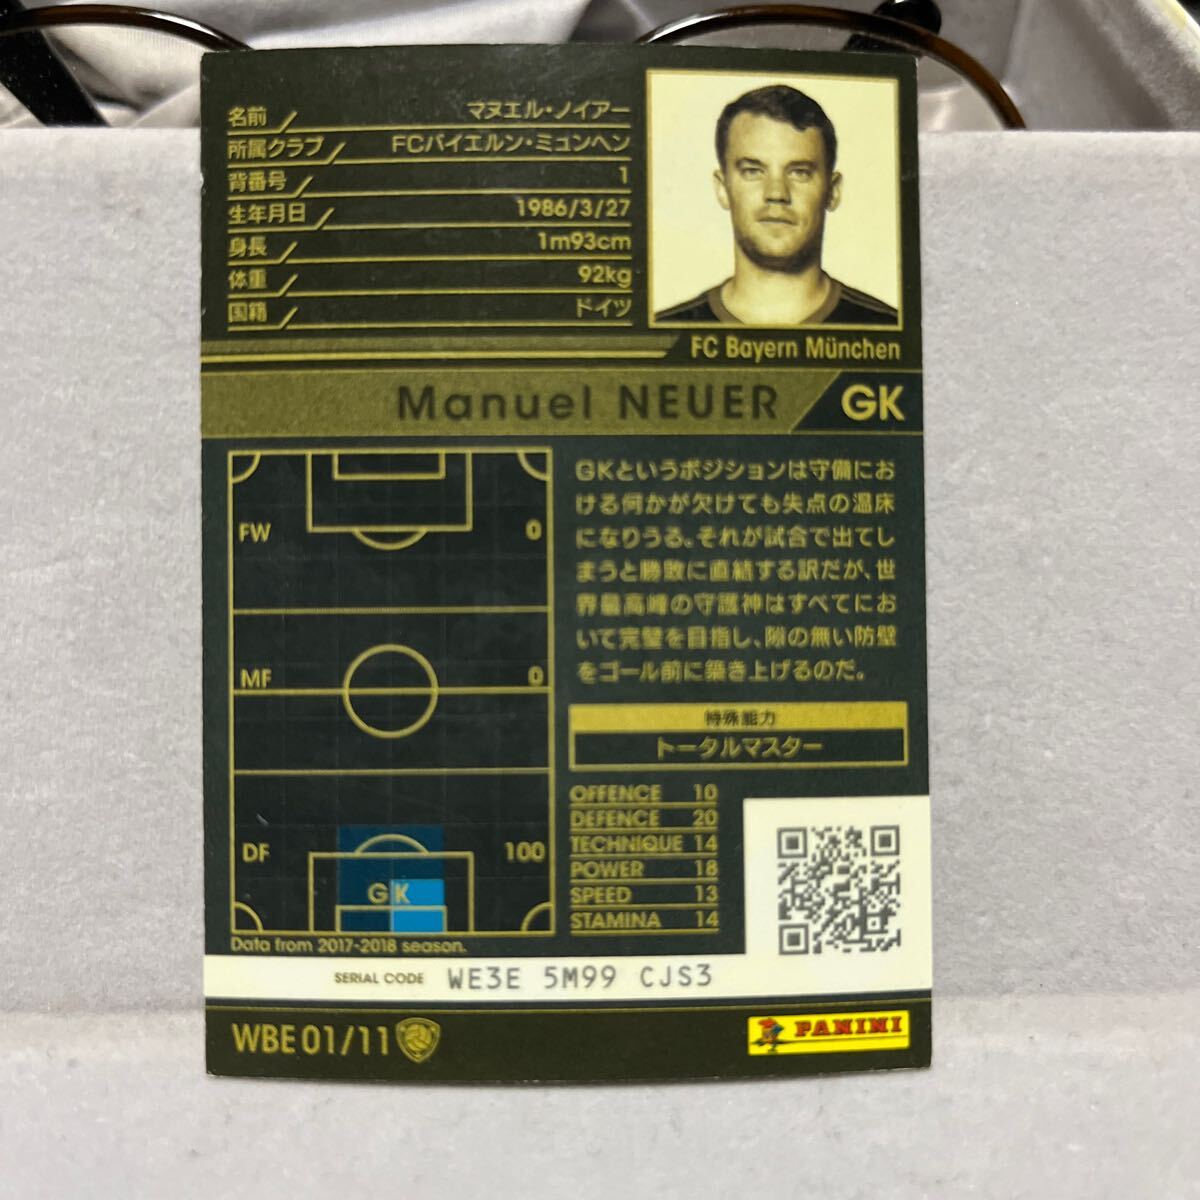 名前 マヌエル・ノイアー
所属クラブ FCバイエルン・ミュンヘン
背番号 1
生年月日 1986/3/27
身長 1m93cm
体重 92kg
国籍 ドイツ
FC Bayern München
Manuel NEUER GK
FW 0
MF 0
DF 100
GK
Data from 2017-2018 season.
GKというポジションは守備にお
ける何かが欠けても失点の温床
になりうる。それが試合で出てし
まうと勝敗に直結する訳だが、世
界最高峰の守護神はすべてにお
いて完璧を目指し、隙の無い防壁
をゴール前に築き上げるのだ。
特殊能力
トータルマスター
OFFENCE 10
DEFENCE 20
TECHNIQUE 14
POWER 18
SPEED 13
STAMINA 14
SERIAL CODE WE3E 5M99 CJS3
WBE 01/11
PANINI